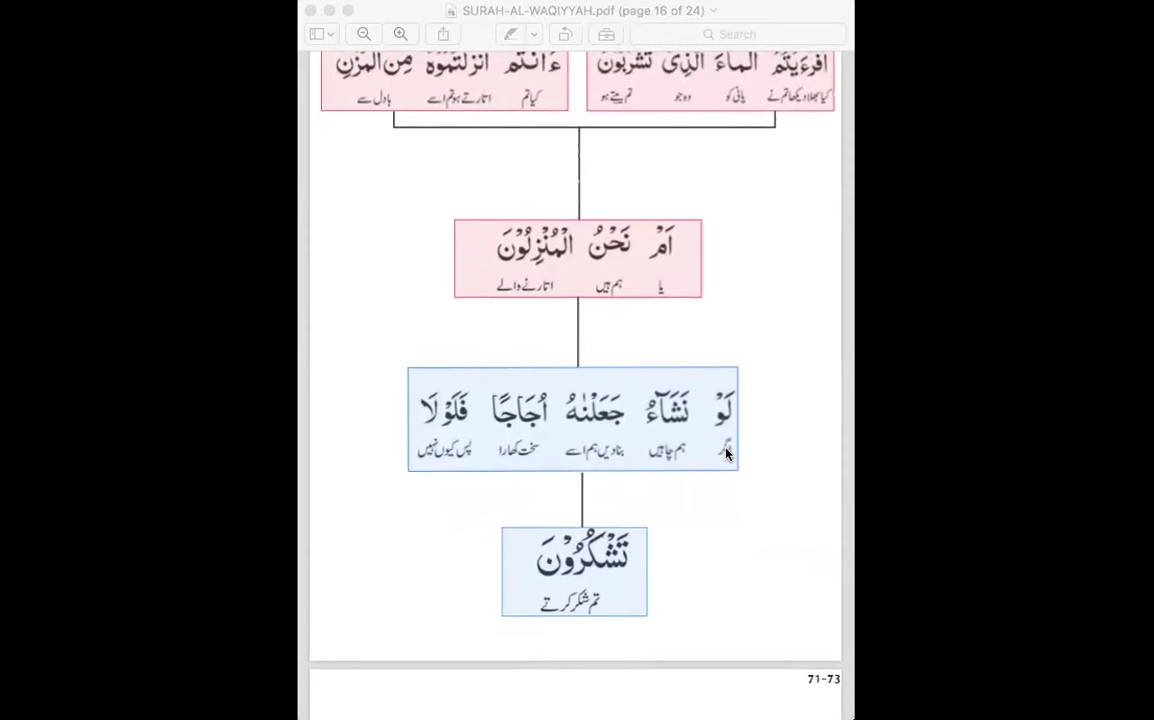 SURAH-AL-WAQIYYAH.pdf (page 16 of 24)
Search
اَفَرَءَيْتُمُ الْمَآءَ الَّذِىْ تَشْرَبُوْنَ
کیا بھلا دیکھا تم نے پانی کو وہ جو تم پیتے ہو
ءَاَنْتُمْ اَنْزَلْتُمُوْهُ مِنَ الْمُزْنِ
کیا تم اتارتے ہو تم اسے بادل سے
اَمْ نَحْنُ الْمُنْزِلُوْنَ
یا ہم ہیں اتارنے والے
لَوْ نَشَآءُ جَعَلْنٰهُ اُجَاجًا فَلَوْ لَا
اگر ہم چاہیں بنا دیں ہم اسے سخت کھارا پس کیوں نہیں
تَشْكُرُوْنَ
تم شکر کرتے
71-73